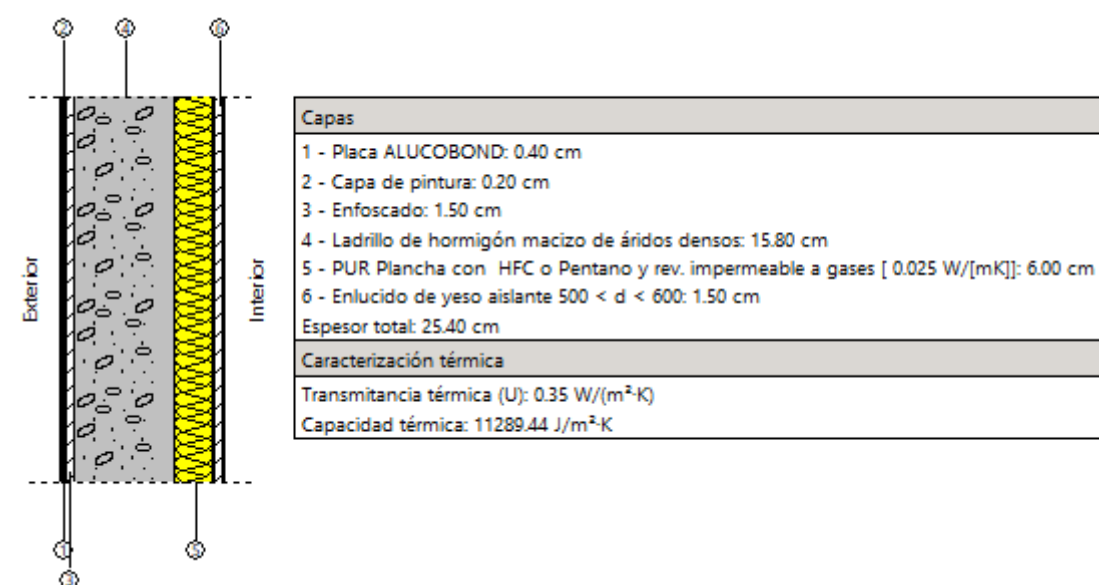 2
4
6
Exterior
Interior
1
3
5
Capas
1 - Placa ALUCOBOND: 0.40 cm
2 - Capa de pintura: 0.20 cm
3 - Enfoscado: 1.50 cm
4 - Ladrillo de hormigón macizo de áridos densos: 15.80 cm
5 - PUR Plancha con  HFC o Pentano y rev. impermeable a gases [ 0.025 W/[mK]]: 6.00 cm
6 - Enlucido de yeso aislante 500 < d < 600: 1.50 cm
Espesor total: 25.40 cm
Caracterización térmica
Transmitancia térmica (U): 0.35 W/(m²·K)
Capacidad térmica: 11289.44 J/m²·K